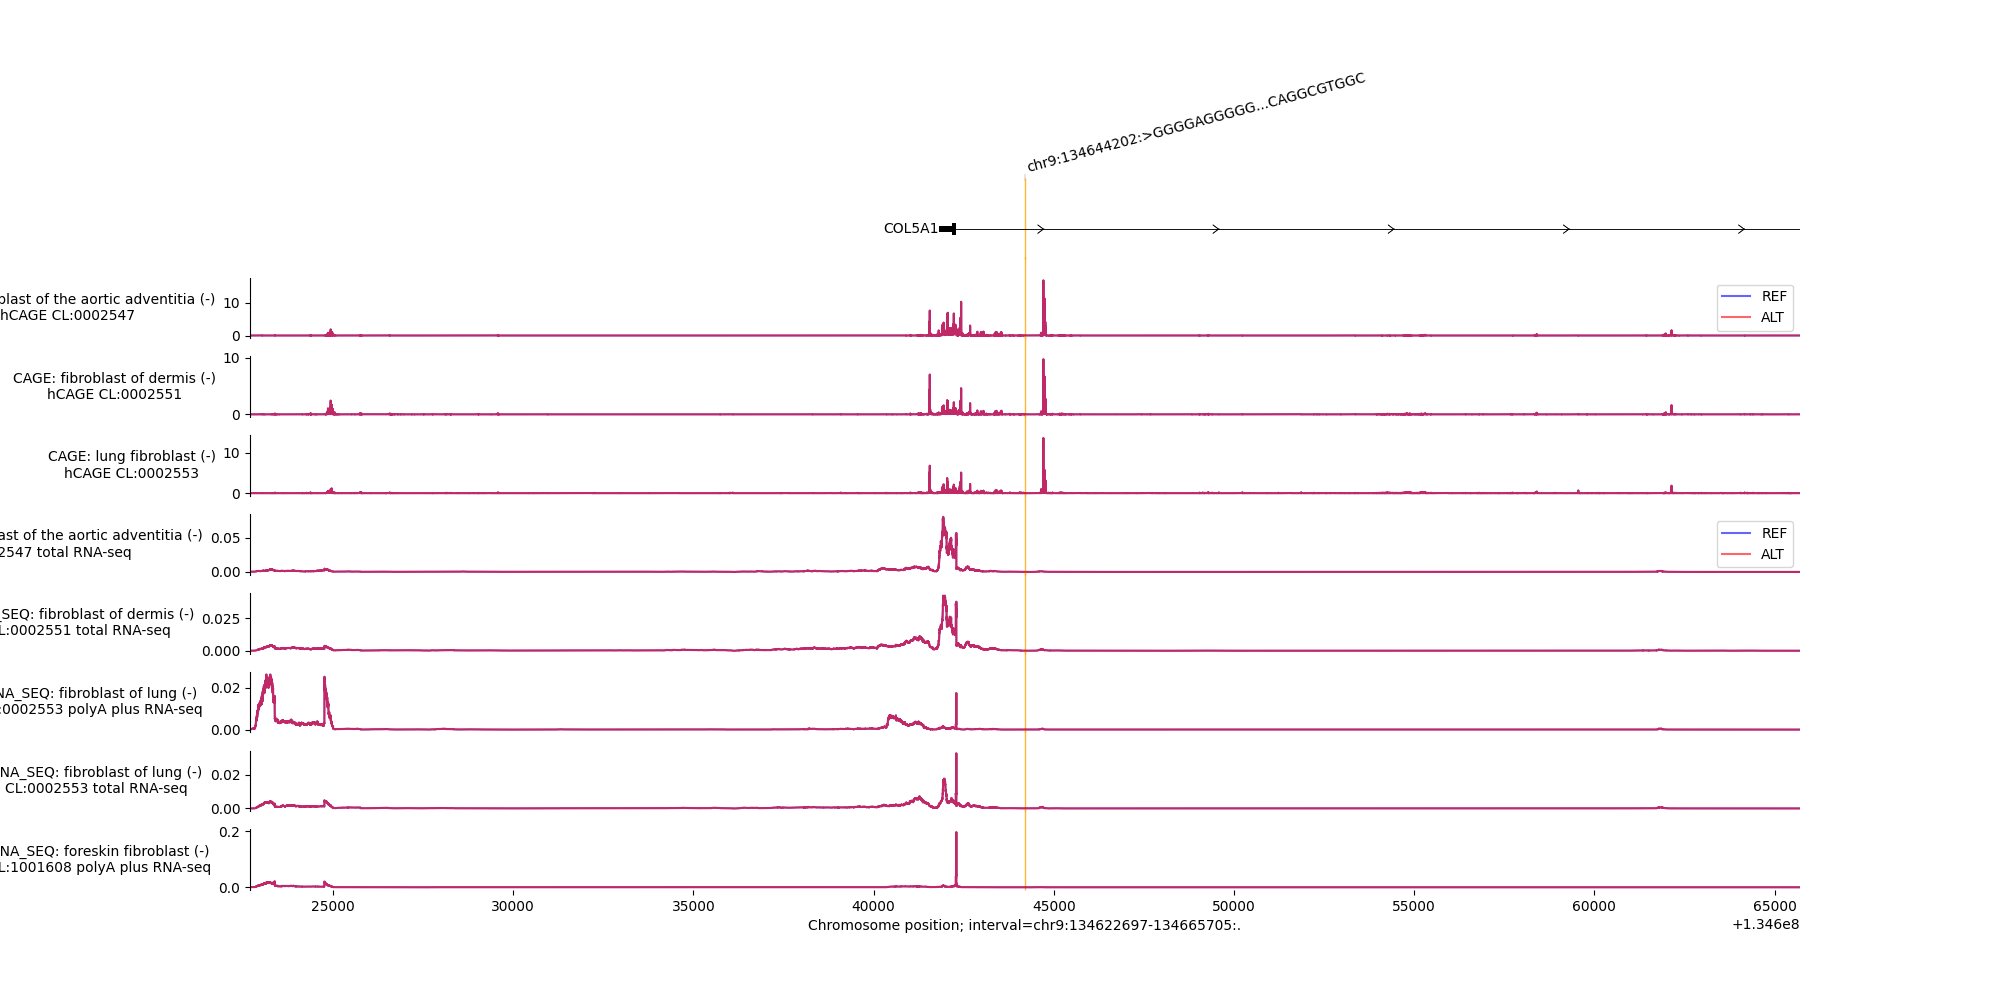 chr9:134644202:>GGGGAGGGGG...CAGGCGTGGC
COL5A1
blast of the aortic adventitia (-)
hCAGE CL:0002547
10
0
REF
ALT
CAGE: fibroblast of dermis (-)
hCAGE CL:0002551
10
0
CAGE: lung fibroblast (-)
hCAGE CL:0002553
10
0
ast of the aortic adventitia (-)
2547 total RNA-seq
0.05
0.00
REF
ALT
_SEQ: fibroblast of dermis (-)
L:0002551 total RNA-seq
0.025
0.000
NA_SEQ: fibroblast of lung (-)
:0002553 polyA plus RNA-seq
0.02
0.00
NA_SEQ: fibroblast of lung (-)
CL:0002553 total RNA-seq
0.02
0.00
NA_SEQ: foreskin fibroblast (-)
L:1001608 polyA plus RNA-seq
0.2
0.0
25000 30000 35000 40000 45000 50000 55000 60000 65000
Chromosome position; interval=chr9:134622697-134665705:.
+1.346e8